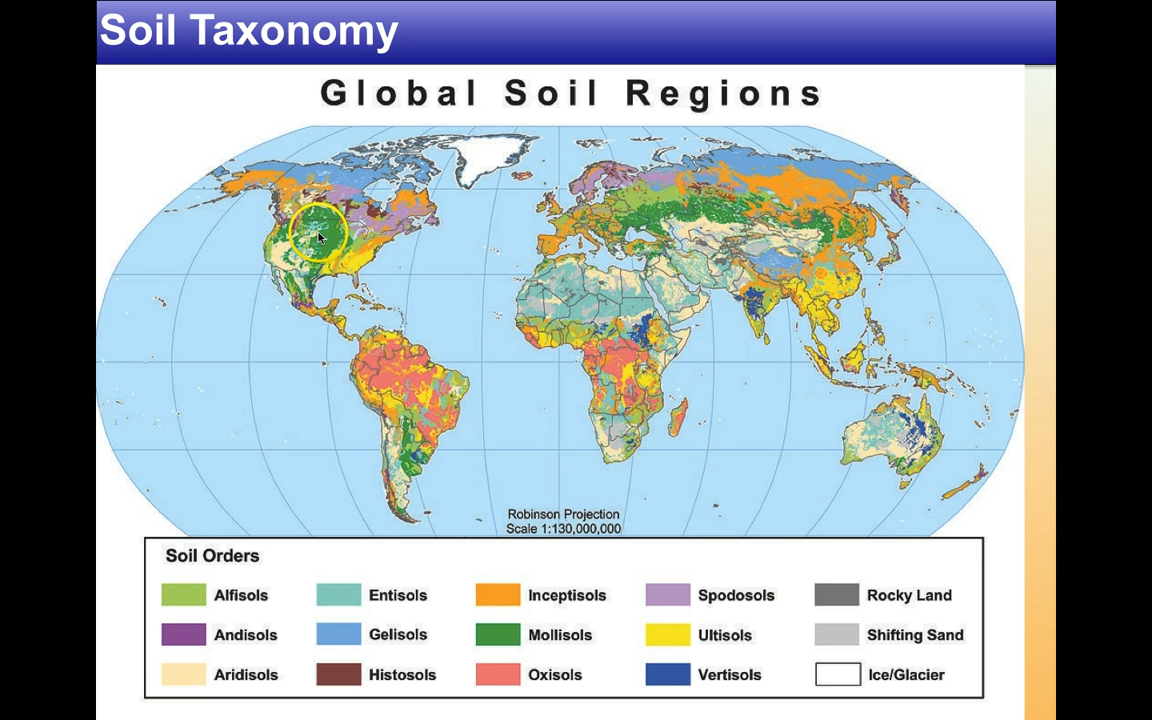 Soil Taxonomy
Global Soil Regions
Robinson Projection
Scale 1:130,000,000
Soil Orders
Alfisols Entisols Inceptisols Spodosols Rocky Land
Andisols Gelisols Mollisols Ultisols Shifting Sand
Aridisols Histosols Oxisols Vertisols Ice/Glacier